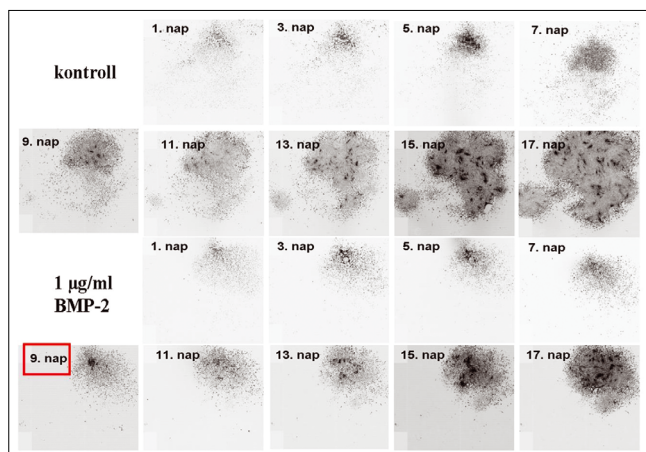 kontroll
1. nap
3. nap
5. nap
7. nap
9. nap
11. nap
13. nap
15. nap
17. nap
1 µg/ml
BMP-2
1. nap
3. nap
5. nap
7. nap
9. nap
11. nap
13. nap
15. nap
17. nap